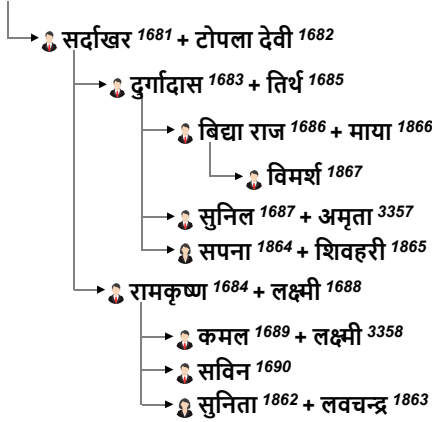 सर्दाखर 1681 + टोपला देवी 1682
दुर्गादास 1683 + तिर्थ 1685
बिद्या राज 1686 + माया 1866
विमर्श 1867
सुनिल 1687 + अमृता 3357
सपना 1864 + शिवहरी 1865
रामकृष्ण 1684 + लक्ष्मी 1688
कमल 1689 + लक्ष्मी 3358
सविन 1690
सुनिता 1862 + लवचन्द्र 1863